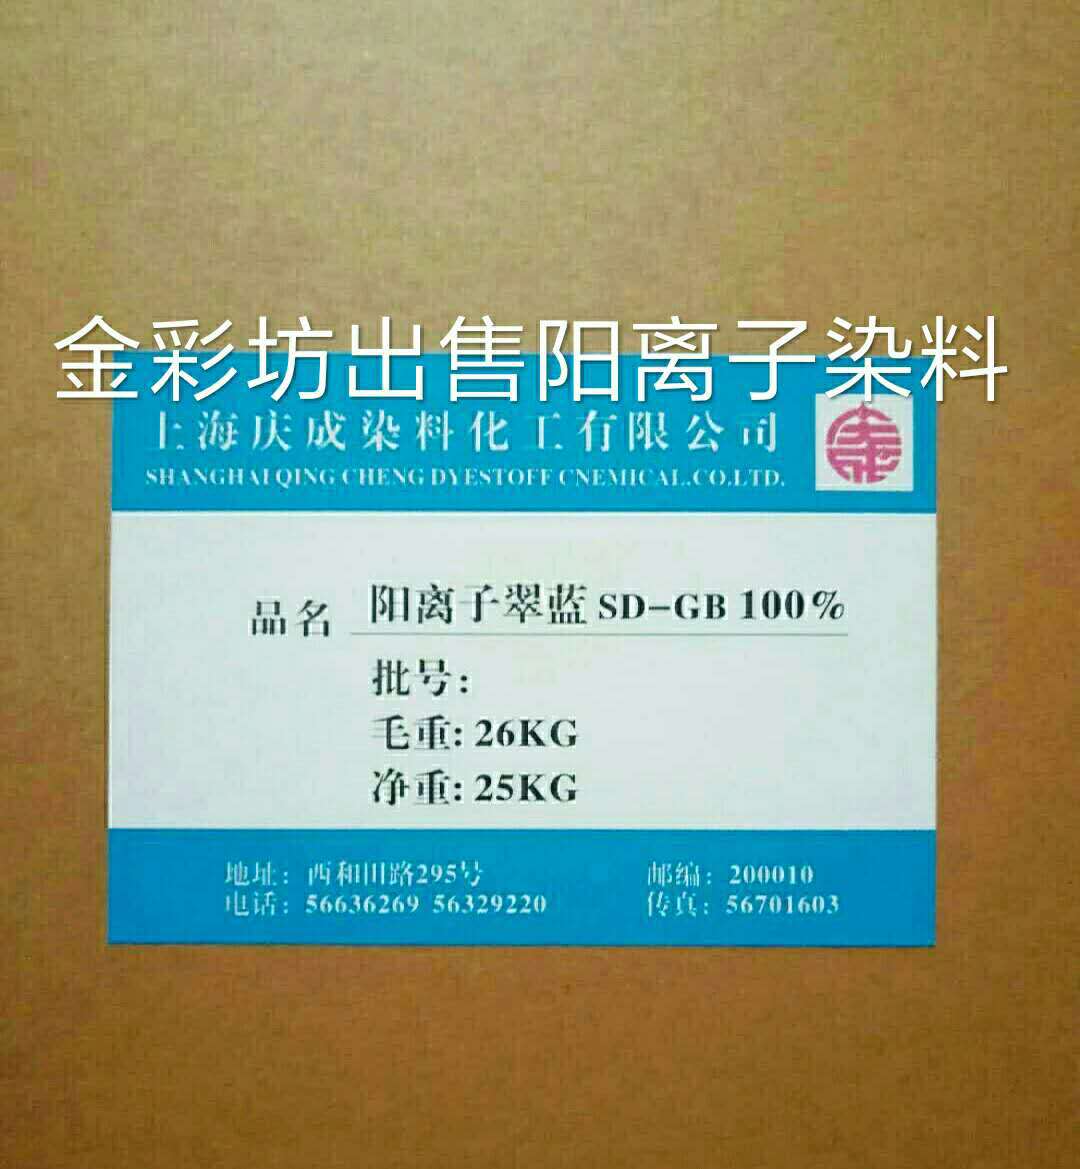 金彩坊出售阳离子染料
上海庆成染料化工有限公司
SHANGHAI QING CHENG DYESTOFF CNEMICAL.CO.LTD.
品名 阳离子翠蓝 SD-GB 100%
批号:
毛重: 26KG
净重: 25KG
地址: 西和田路295号 邮编: 200010
电话: 56636269 56329220 传真: 56701603